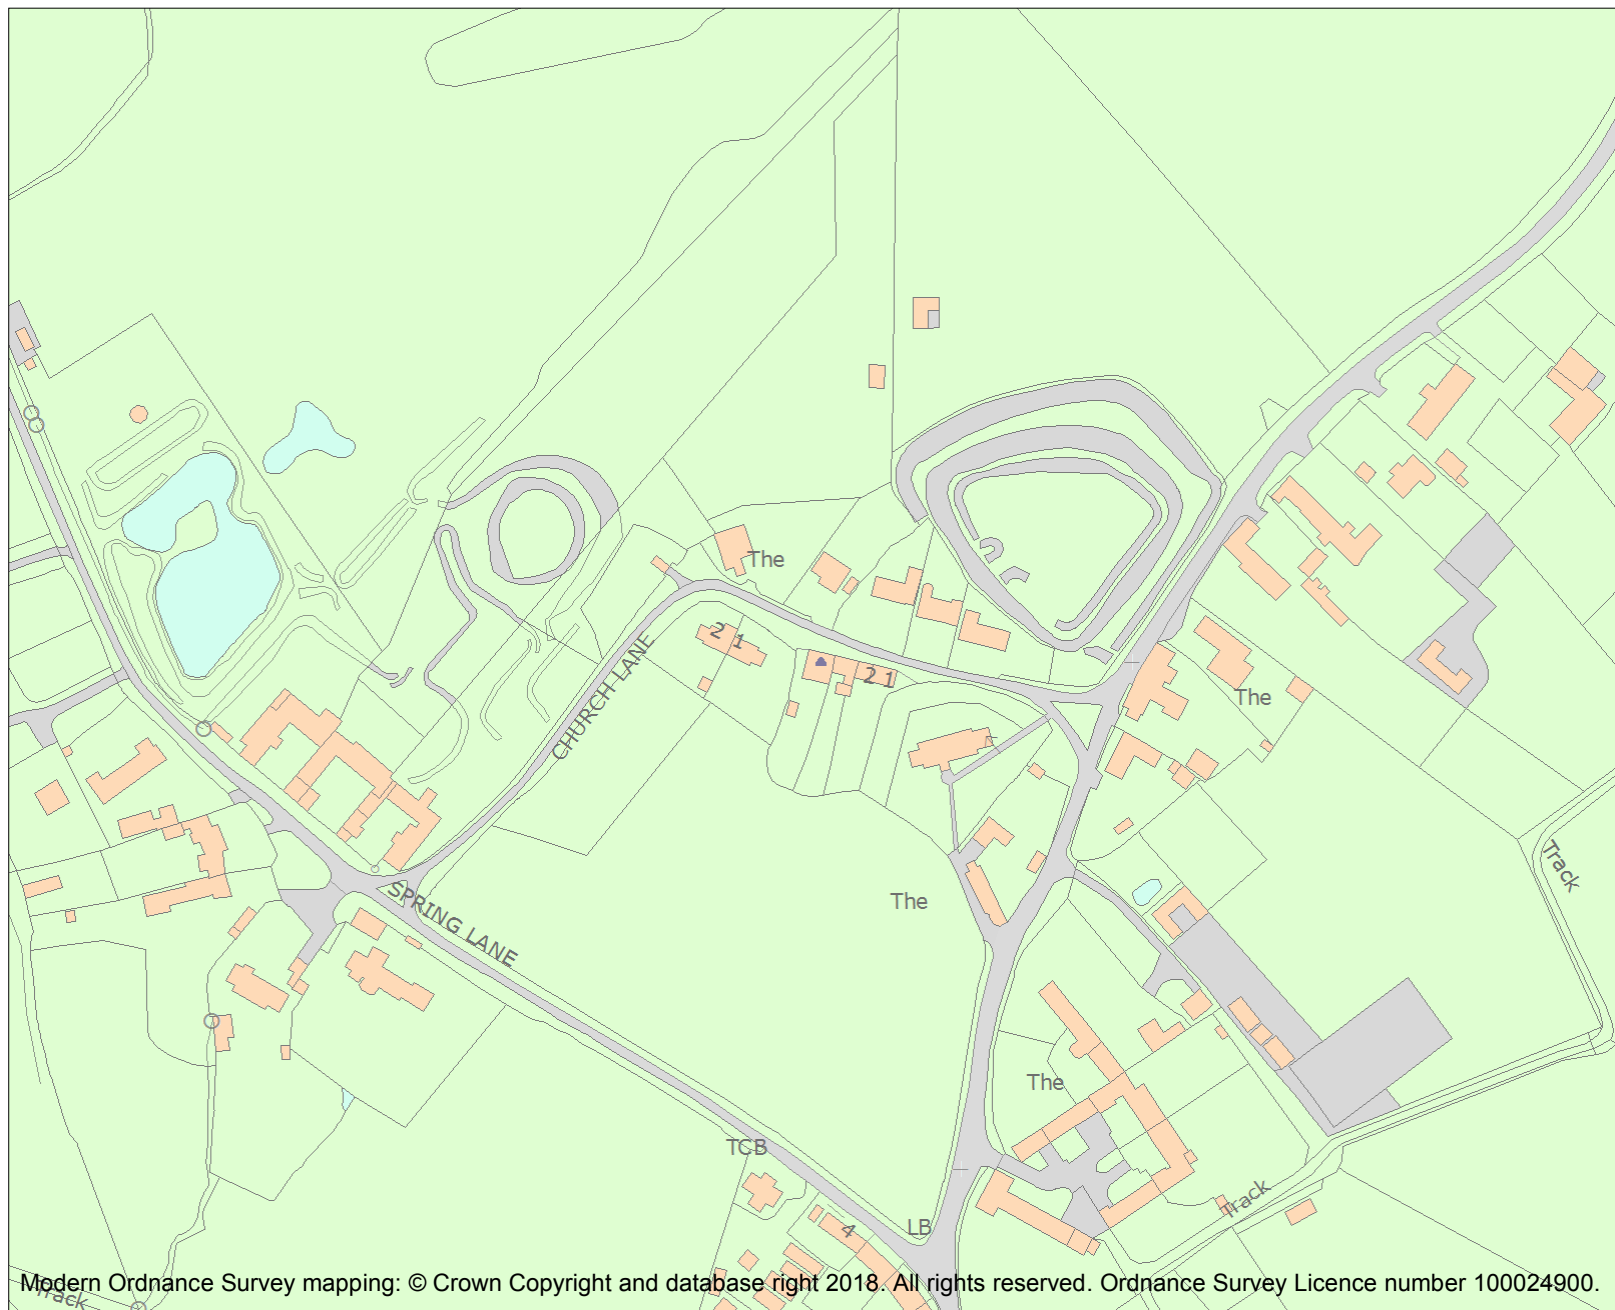 The
2 1
CHURCH LANE
2 1
The
Track
SPRING LANE
The
The
TCB
Track
LB
4
Track
Modern Ordnance Survey mapping: © Crown Copyright and database right 2018. All rights reserved. Ordnance Survey Licence number 100024900.